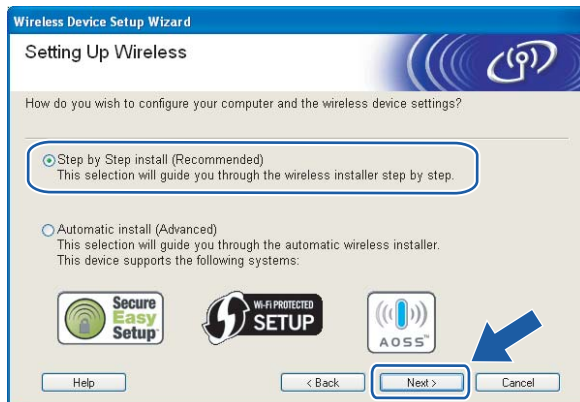 Wireless Device Setup Wizard
Setting Up Wireless
How do you wish to configure your computer and the wireless device settings?
Step by Step install (Recommended)
This selection will guide you through the wireless installer step by step.
Automatic install (Advanced)
This selection will guide you through the automatic wireless installer.
This device supports the following systems:
Secure
Easy
Setup™
Wi-Fi PROTECTED
SETUP
AOSS™
Help
< Back
Next >
Cancel